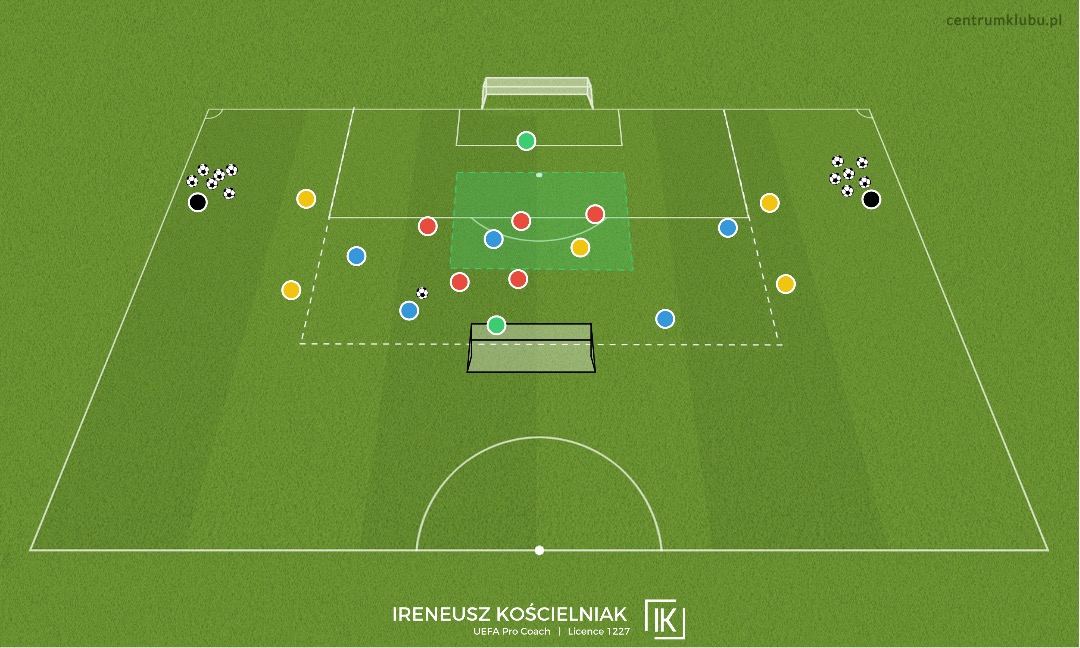 centrumklubu.pl
IRENEUSZ KOŚCIELNIAK
UEFA Pro Coach | Licence 1227
IK